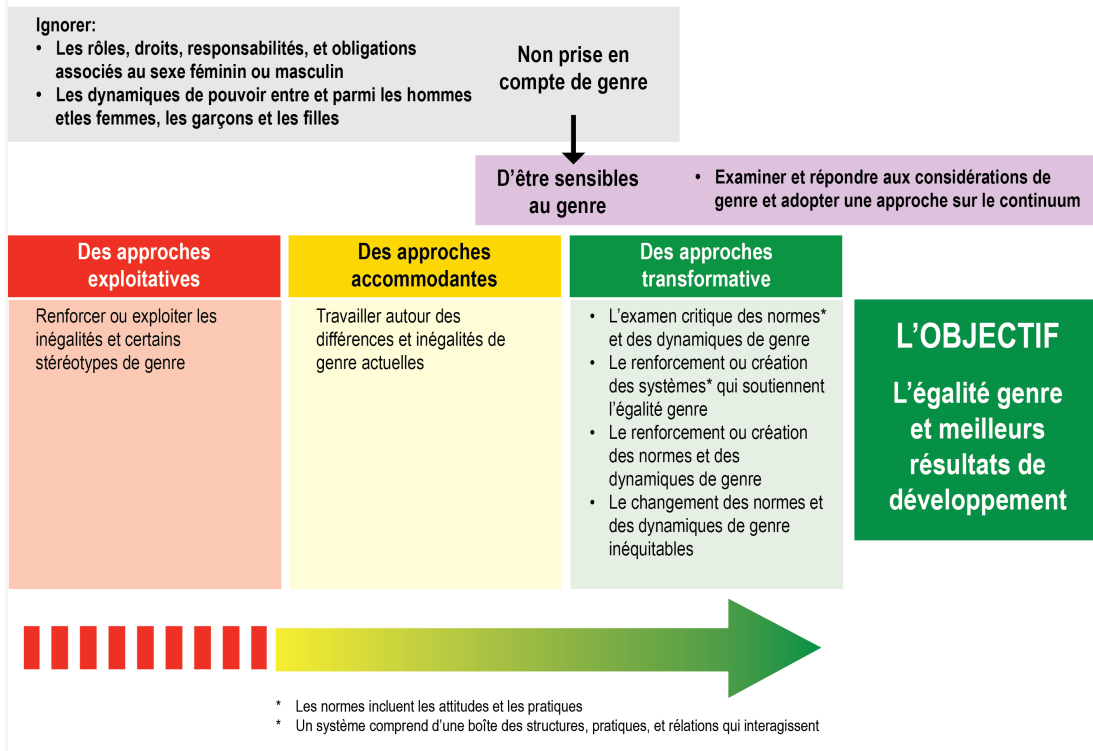 Ignorer:
• Les rôles, droits, responsabilités, et obligations
associés au sexe féminin ou masculin
• Les dynamiques de pouvoir entre et parmi les hommes
etles femmes, les garçons et les filles
Non prise en
compte de genre
D'être sensibles
au genre
• Examiner et répondre aux considérations de
genre et adopter une approche sur le continuum
Des approches
exploitatives
Renforcer ou exploiter les
inégalités et certains
stéréotypes de genre
Des approches
accommodantes
Travailler autour des
différences et inégalités de
genre actuelles
Des approches
transformative
• L'examen critique des normes*
et des dynamiques de genre
• Le renforcement ou création
des systèmes* qui soutiennent
l'égalité genre
• Le renforcement ou création
des normes et des
dynamiques de genre
• Le changement des normes et
des dynamiques de genre
inéquitables
L'OBJECTIF
L'égalité genre
et meilleurs
résultats de
développement
* Les normes incluent les attitudes et les pratiques
* Un système comprend d'une boîte des structures, pratiques, et rélations qui interagissent